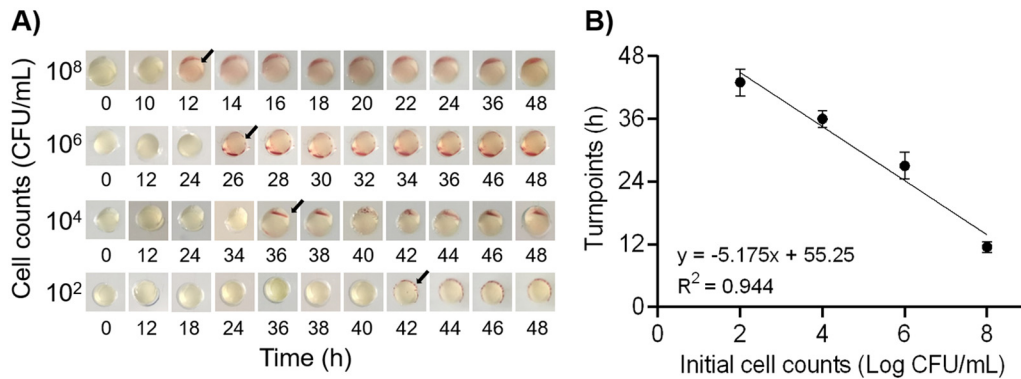 A)
Cell counts (CFU/mL)
10⁸
0 10 12 14 16 18 20 22 24 36 48
10⁶
0 12 24 26 28 30 32 34 36 46 48
10⁴
0 12 24 34 36 38 40 42 44 46 48
10²
0 12 18 24 36 38 40 42 44 46 48
Time (h)
B)
Turnpoints (h)
48
36
24
12
0
y = -5.175x + 55.25
R² = 0.944
0 2 4 6 8
Initial cell counts (Log CFU/mL)